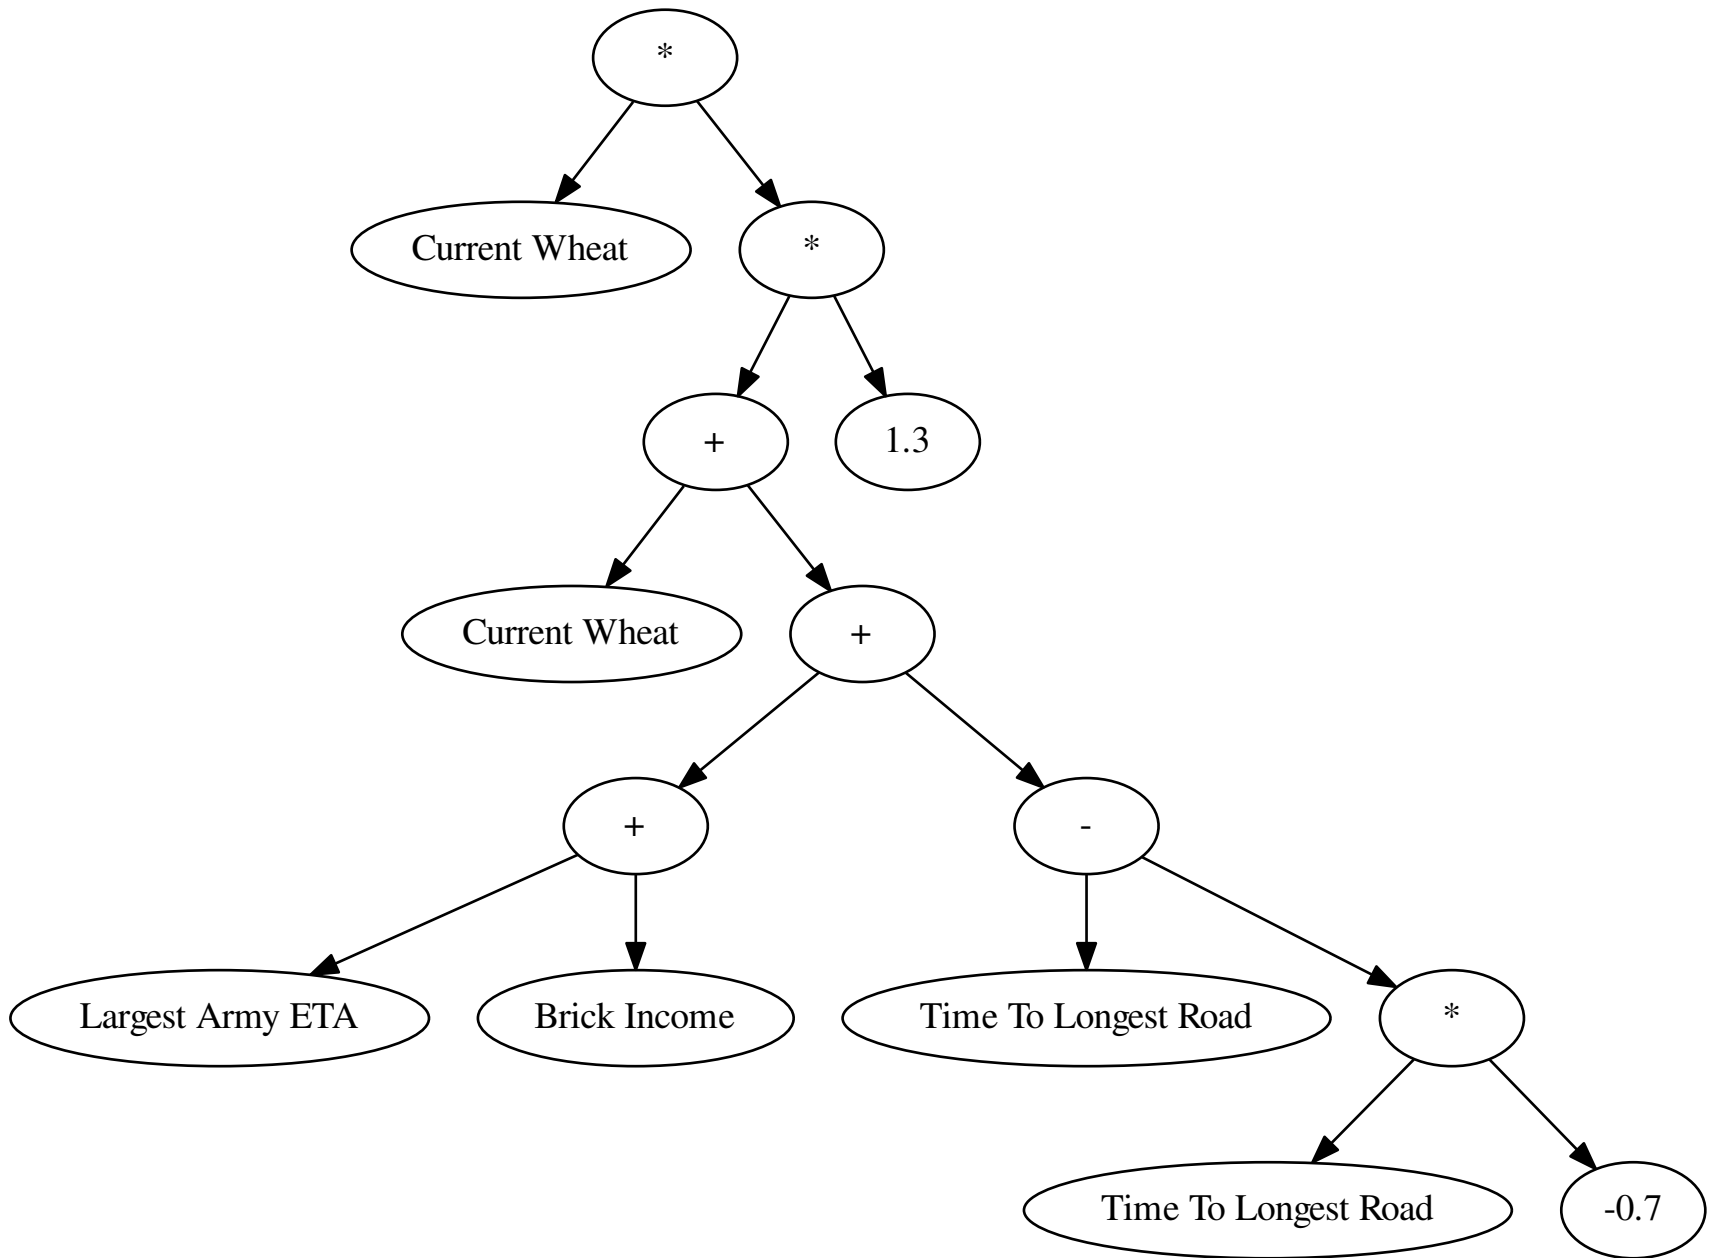 *
Current Wheat
*
+
1.3
Current Wheat
+
+
-
Largest Army ETA
Brick Income
Time To Longest Road
*
Time To Longest Road
-0.7